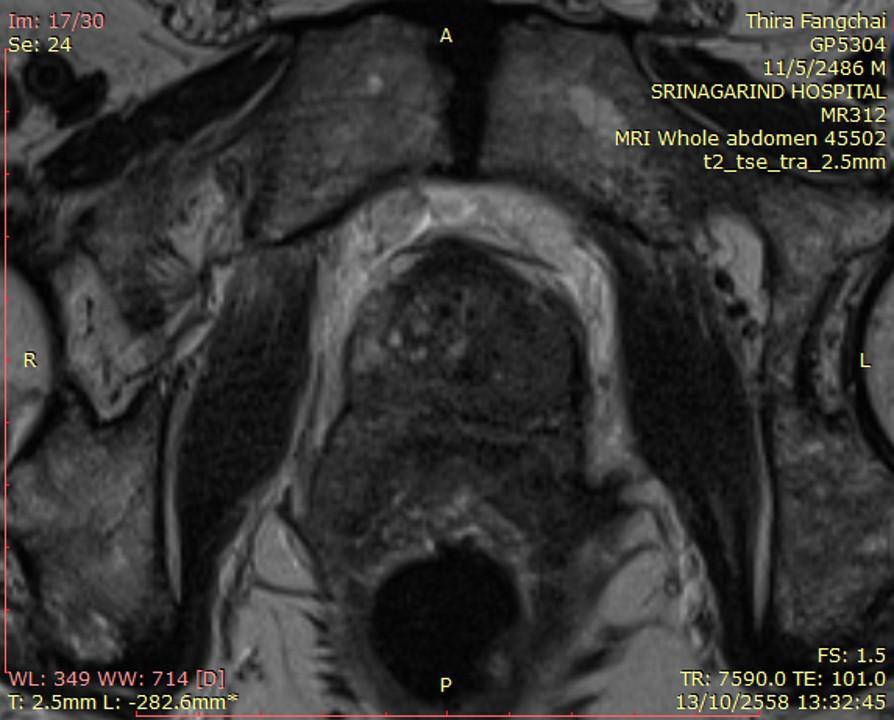 Im: 17/30
Se: 24
A
Thira Fangchai
GP5304
11/5/2486 M
SRINAGARIND HOSPITAL
MR312
MRI Whole abdomen 45502
t2_tse_tra_2.5mm
R
L
WL: 349 WW: 714 [D]
T: 2.5mm L: -282.6mm*
P
FS: 1.5
TR: 7590.0 TE: 101.0
13/10/2558 13:32:45